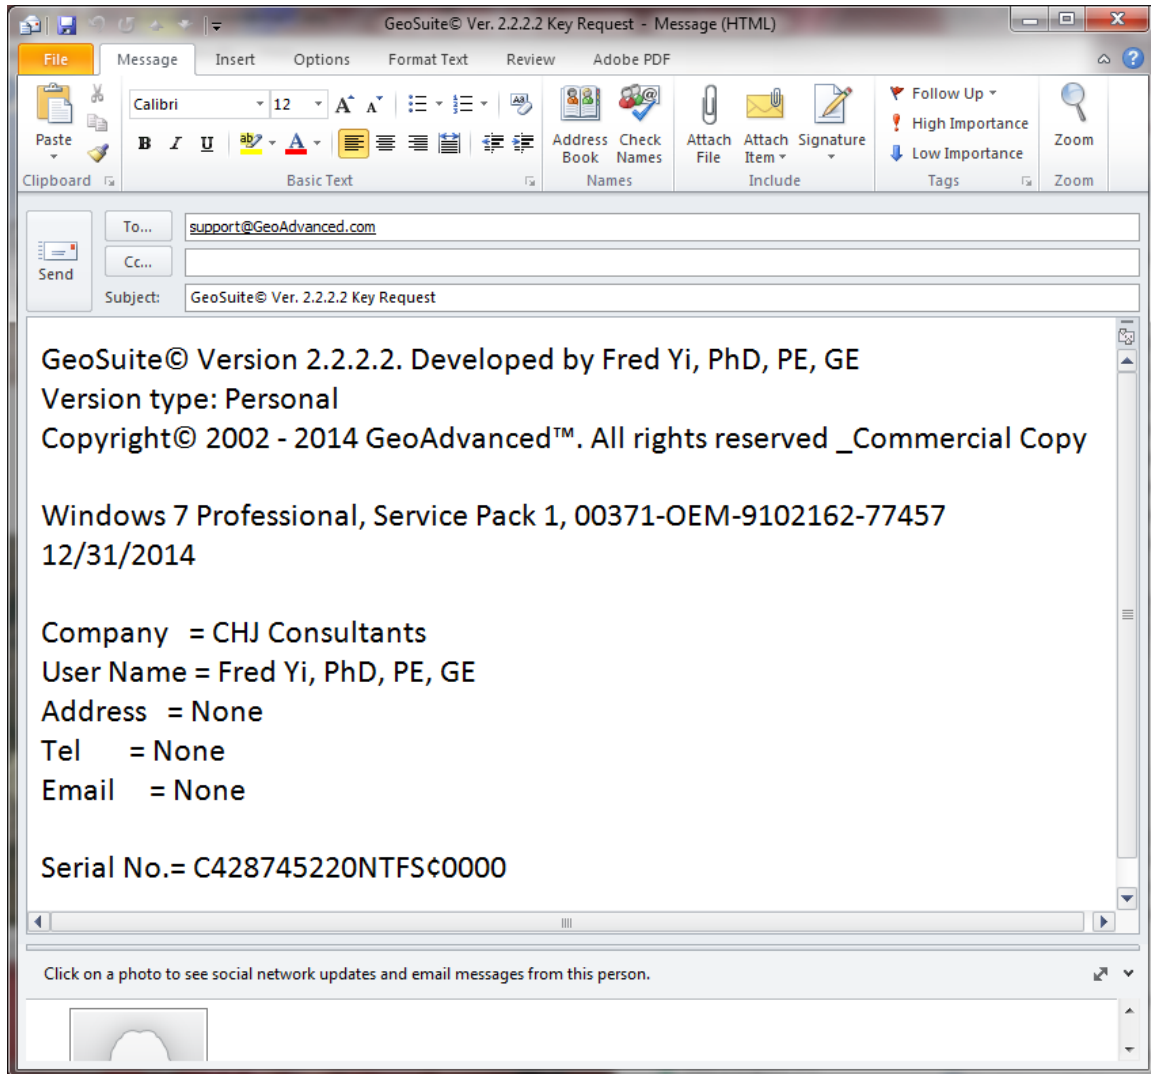 GeoSuite© Ver. 2.2.2.2 Key Request - Message (HTML)
File Message Insert Options Format Text Review Adobe PDF
Paste
Calibri 12
B I U
Address Book
Check Names
Attach File
Attach Item
Signature
Follow Up
High Importance
Low Importance
Zoom
Clipboard Basic Text Names Include Tags Zoom
Send
To... support@GeoAdvanced.com
Cc...
Subject: GeoSuite© Ver. 2.2.2.2 Key Request
GeoSuite© Version 2.2.2.2. Developed by Fred Yi, PhD, PE, GE
Version type: Personal
Copyright© 2002 - 2014 GeoAdvanced™. All rights reserved _Commercial Copy
Windows 7 Professional, Service Pack 1, 00371-OEM-9102162-77457
12/31/2014
Company = CHJ Consultants
User Name = Fred Yi, PhD, PE, GE
Address = None
Tel = None
Email = None
Serial No.= C428745220NTFS¢0000
Click on a photo to see social network updates and email messages from this person.